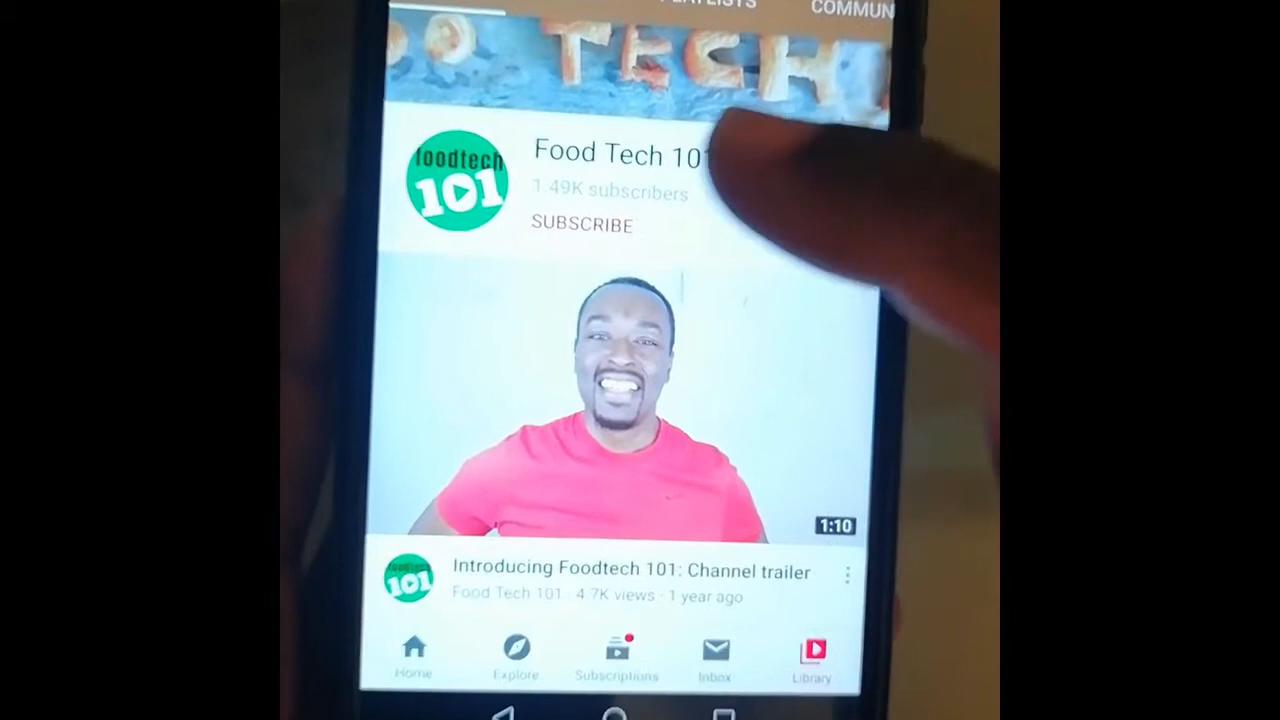 COMMUN
TECH
foodtech
101
Food Tech 101
1.49K subscribers
SUBSCRIBE
1:10
101
Introducing Foodtech 101: Channel trailer
Food Tech 101 · 4.7K views · 1 year ago
Home
Explore
Subscriptions
Inbox
Library